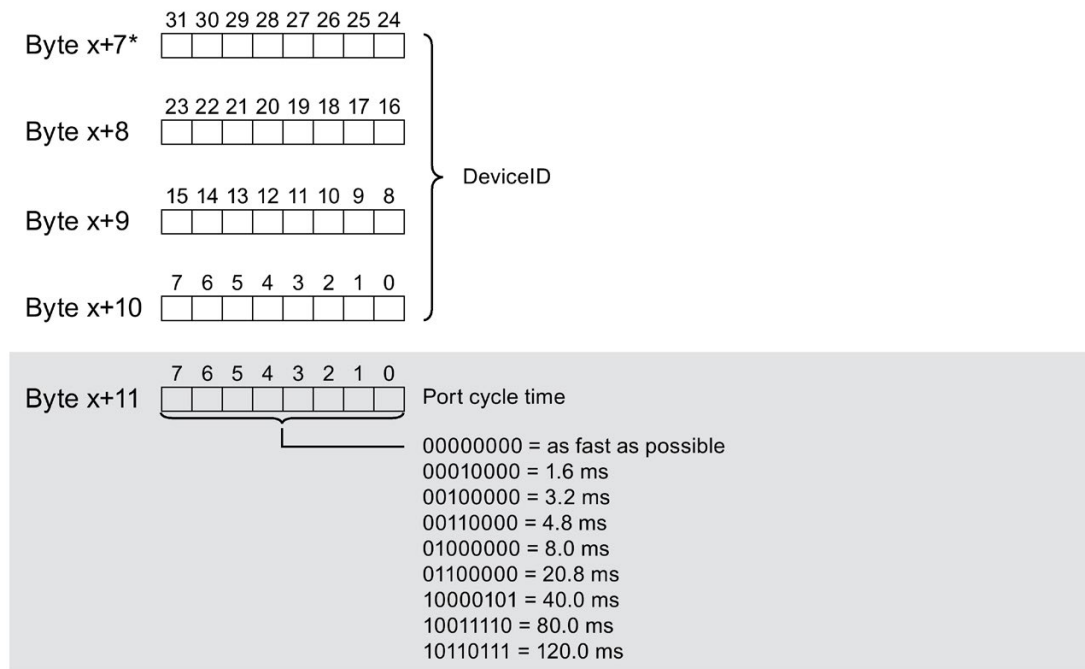 31 30 29 28 27 26 25 24
Byte x+7*
23 22 21 20 19 18 17 16
Byte x+8
DeviceID
15 14 13 12 11 10 9 8
Byte x+9
7 6 5 4 3 2 1 0
Byte x+10
7 6 5 4 3 2 1 0
Byte x+11 Port cycle time
00000000 = as fast as possible
00010000 = 1.6 ms
00100000 = 3.2 ms
00110000 = 4.8 ms
01000000 = 8.0 ms
01100000 = 20.8 ms
10000101 = 40.0 ms
10011110 = 80.0 ms
10110111 = 120.0 ms